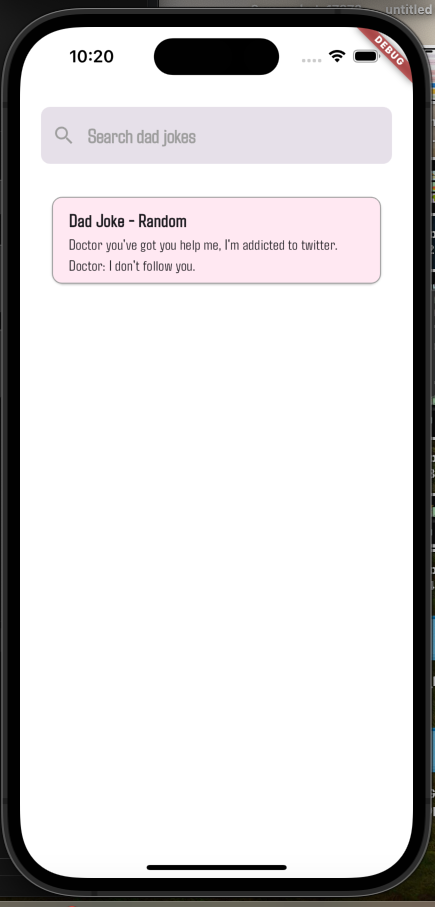 untitled
10:20
DEBUG
Search dad jokes
Dad Joke - Random
Doctor you've got you help me, I'm addicted to twitter.
Doctor: I don't follow you.